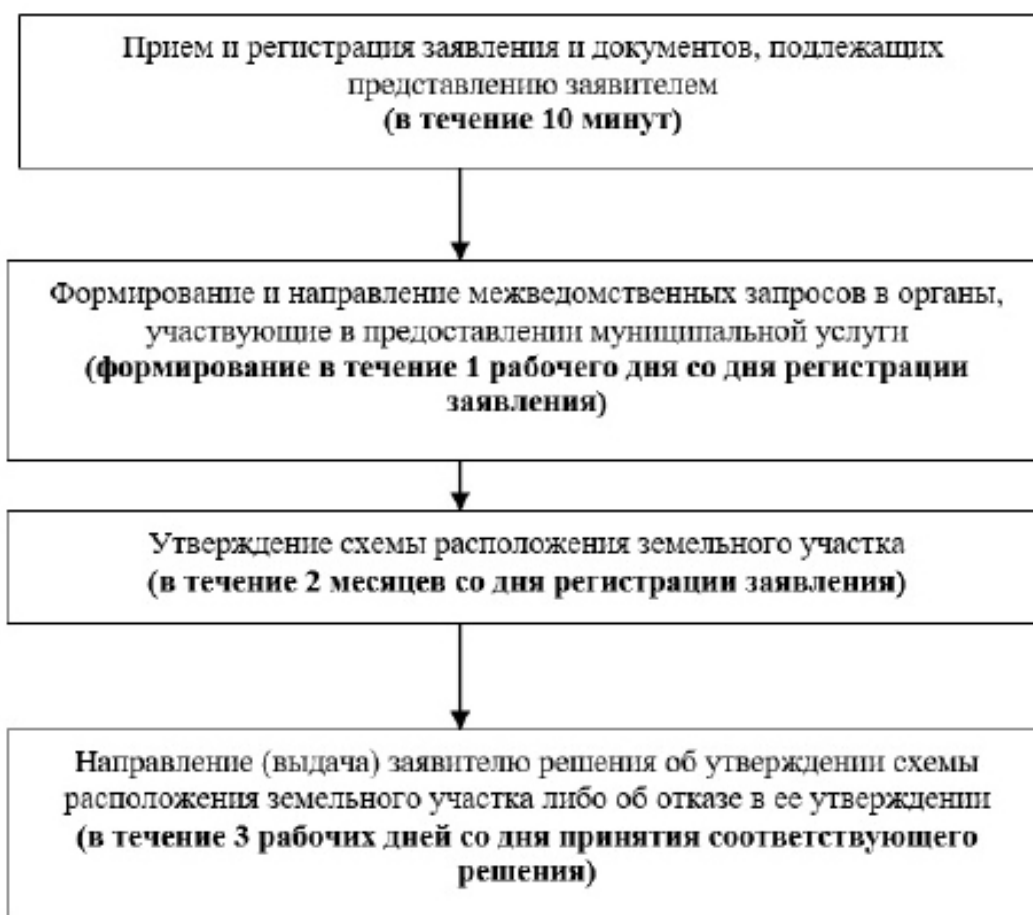 Прием и регистрация заявления и документов, подлежащих
представлению заявителем
(в течение 10 минут)
Формирование и направление межведомственных запросов в органы,
участвующие в предоставлении муниципальной услуги
(формирование в течение 1 рабочего дня со дня регистрации
заявления)
Утверждение схемы расположения земельного участка
(в течение 2 месяцев со дня регистрации заявления)
Направление (выдача) заявителю решения об утверждении схемы
расположения земельного участка либо об отказе в ее утверждении
(в течение 3 рабочих дней со дня принятия соответствующего
решения)